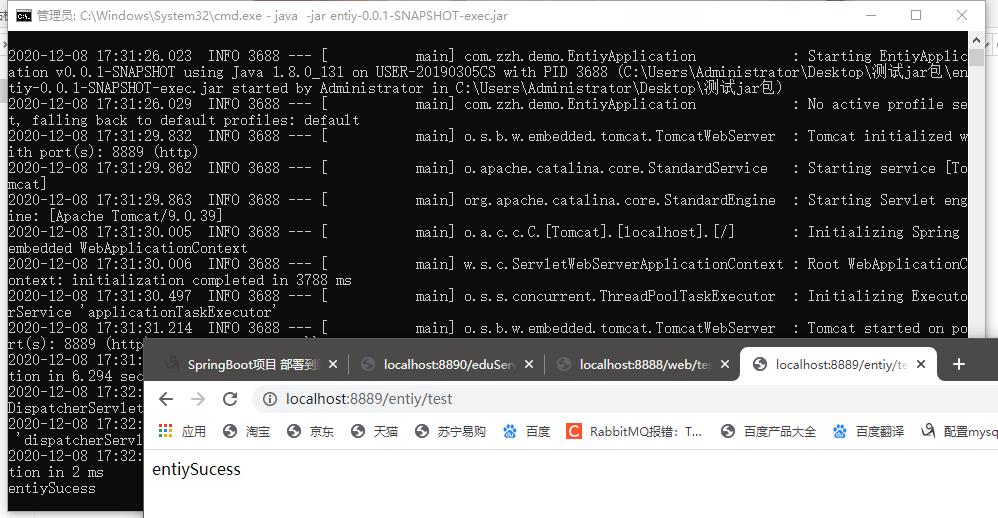 管理员: C:\Windows\System32\cmd.exe - java  -jar entiy-0.0.1-SNAPSHOT-exec.jar
2020-12-08 17:31:26.023  INFO 3688 --- [           main] com.zzh.demo.EntiyApplication            : Starting EntiyApplic
ation v0.0.1-SNAPSHOT using Java 1.8.0_131 on USER-20190305CS with PID 3688 (C:\Users\Administrator\Desktop\测试jar包\en
tiy-0.0.1-SNAPSHOT-exec.jar started by Administrator in C:\Users\Administrator\Desktop\测试jar包)
2020-12-08 17:31:26.029  INFO 3688 --- [           main] com.zzh.demo.EntiyApplication            : No active profile se
t, falling back to default profiles: default
2020-12-08 17:31:29.832  INFO 3688 --- [           main] o.s.b.w.embedded.tomcat.TomcatWebServer  : Tomcat initialized w
ith port(s): 8889 (http)
2020-12-08 17:31:29.862  INFO 3688 --- [           main] o.apache.catalina.core.StandardService   : Starting service [To
mcat]
2020-12-08 17:31:29.863  INFO 3688 --- [           main] org.apache.catalina.core.StandardEngine  : Starting Servlet eng
ine: [Apache Tomcat/9.0.39]
2020-12-08 17:31:30.005  INFO 3688 --- [           main] o.a.c.c.C.[Tomcat].[localhost].[/]       : Initializing Spring
embedded WebApplicationContext
2020-12-08 17:31:30.006  INFO 3688 --- [           main] w.s.c.ServletWebServerApplicationContext : Root WebApplicationC
ontext: initialization completed in 3788 ms
2020-12-08 17:31:30.497  INFO 3688 --- [           main] o.s.s.concurrent.ThreadPoolTaskExecutor  : Initializing Executo
rService 'applicationTaskExecutor'
2020-12-08 17:31:31.214  INFO 3688 --- [           main] o.s.b.w.embedded.tomcat.TomcatWebServer  : Tomcat started on po
rt(s): 8889 (http
2020-12-08 17:31:
tion in 6.294 sec
2020-12-08 17:32:
DispatcherServlet
2020-12-08 17:32:
'dispatcherServl
2020-12-08 17:32:
tion in 2 ms
entiySucess
SpringBoot项目 部署到 localhost:8890/eduServ localhost:8888/web/tes localhost:8889/entiy/te
localhost:8889/entiy/test
应用 淘宝 京东 天猫 苏宁易购 百度 RabbitMQ报错：T... 百度产品大全 百度翻译 配置mysq
entiySucess